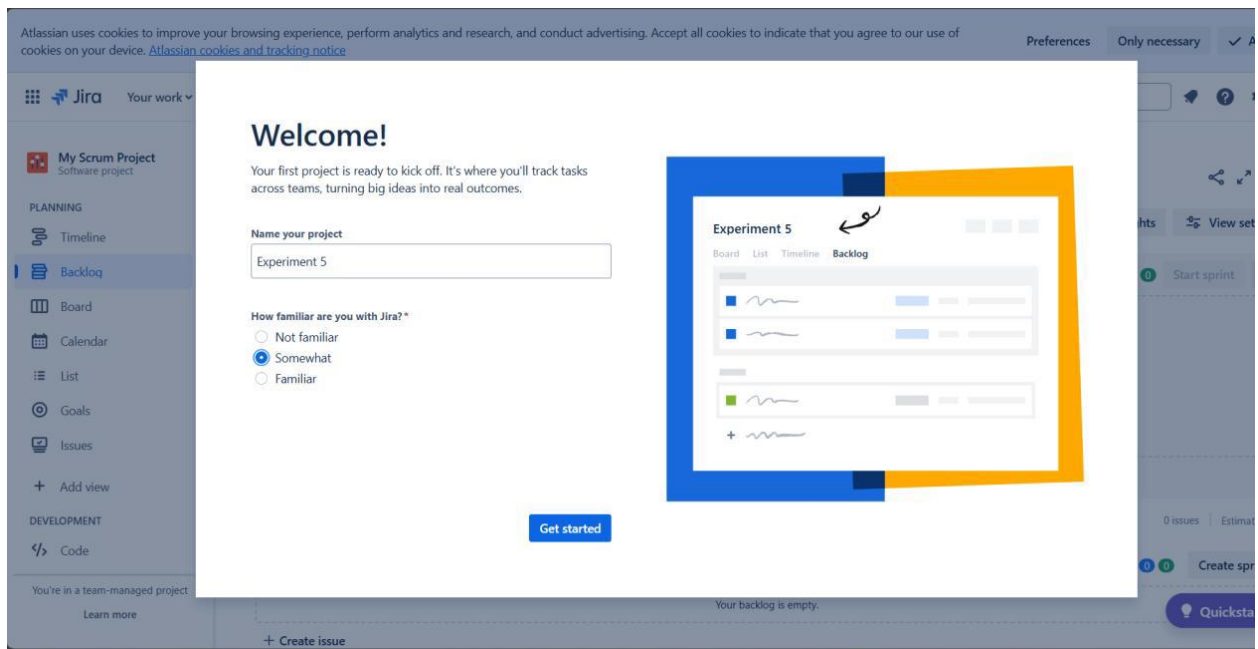 Atlassian uses cookies to improve your browsing experience, perform analytics and research, and conduct advertising. Accept all cookies to indicate that you agree to our use of
cookies on your device. Atlassian cookies and tracking notice
Preferences
Only necessary
Jira
Your work
My Scrum Project
Software project
PLANNING
Timeline
Backlog
Board
Calendar
List
Goals
Issues
Add view
DEVELOPMENT
Code
You're in a team-managed project
Learn more
Welcome!
Your first project is ready to kick off. It's where you'll track tasks
across teams, turning big ideas into real outcomes.
Name your project
Experiment 5
How familiar are you with Jira?*
Not familiar
Somewhat
Familiar
Get started
Experiment 5
Board List Timeline Backlog
View set
0 Start sprint
0 issues Estimat
0 0 Create spr
Your backlog is empty.
Quicksta
+ Create issue